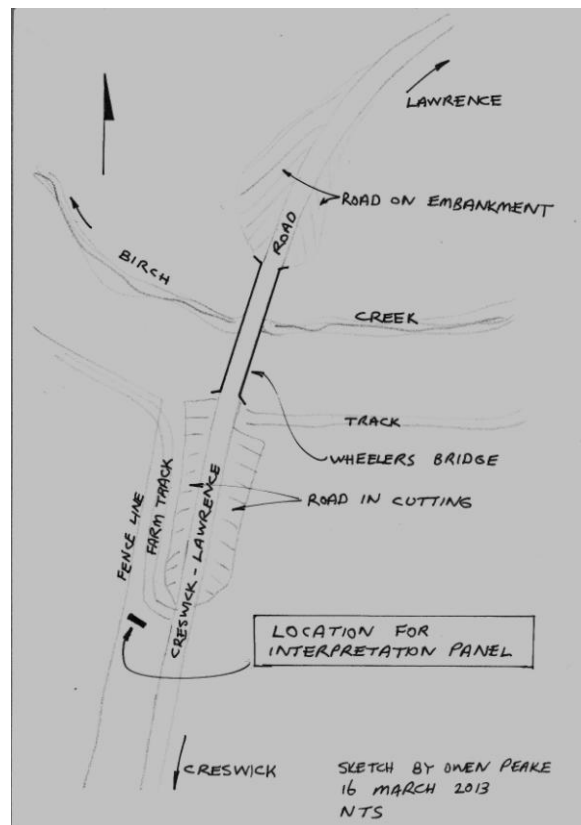 LAWRENCE
ROAD ON EMBANKMENT
ROAD
BIRCH
CREEK
TRACK
WHEELERS BRIDGE
ROAD IN CUTTING
FENCE LINE
FARM TRACK
CRESWICK - LAWRENCE
LOCATION FOR
INTERPRETATION PANEL
CRESWICK
SKETCH BY OWEN PEAKE
16 MARCH 2013
NTS